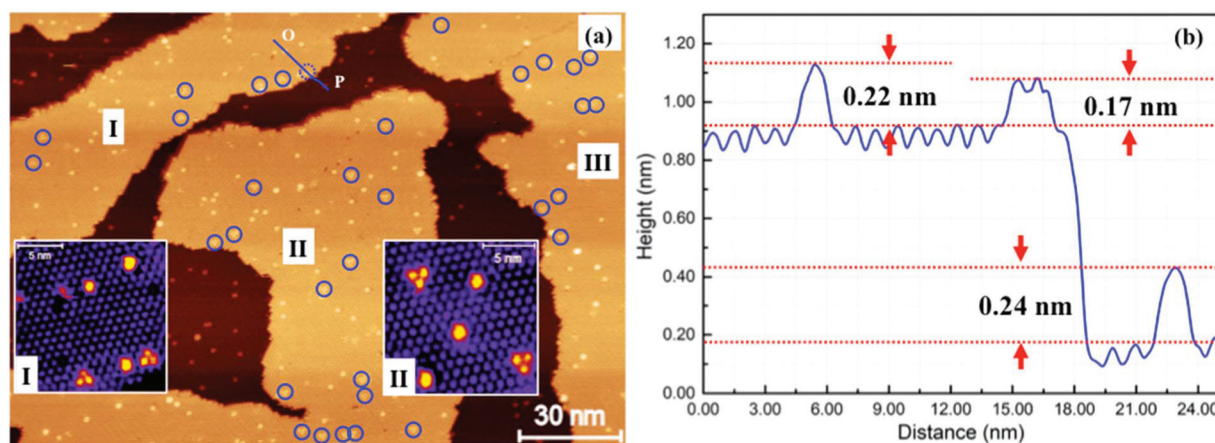 (a)
O
P
I
III
II
5 nm
5 nm
I
II
30 nm
(b)
1.20
1.00
0.80
0.60
0.40
0.20
0.00
Height (nm)
0.22 nm
0.17 nm
0.24 nm
0.00 3.00 6.00 9.00 12.00 15.00 18.00 21.00 24.00
Distance (nm)